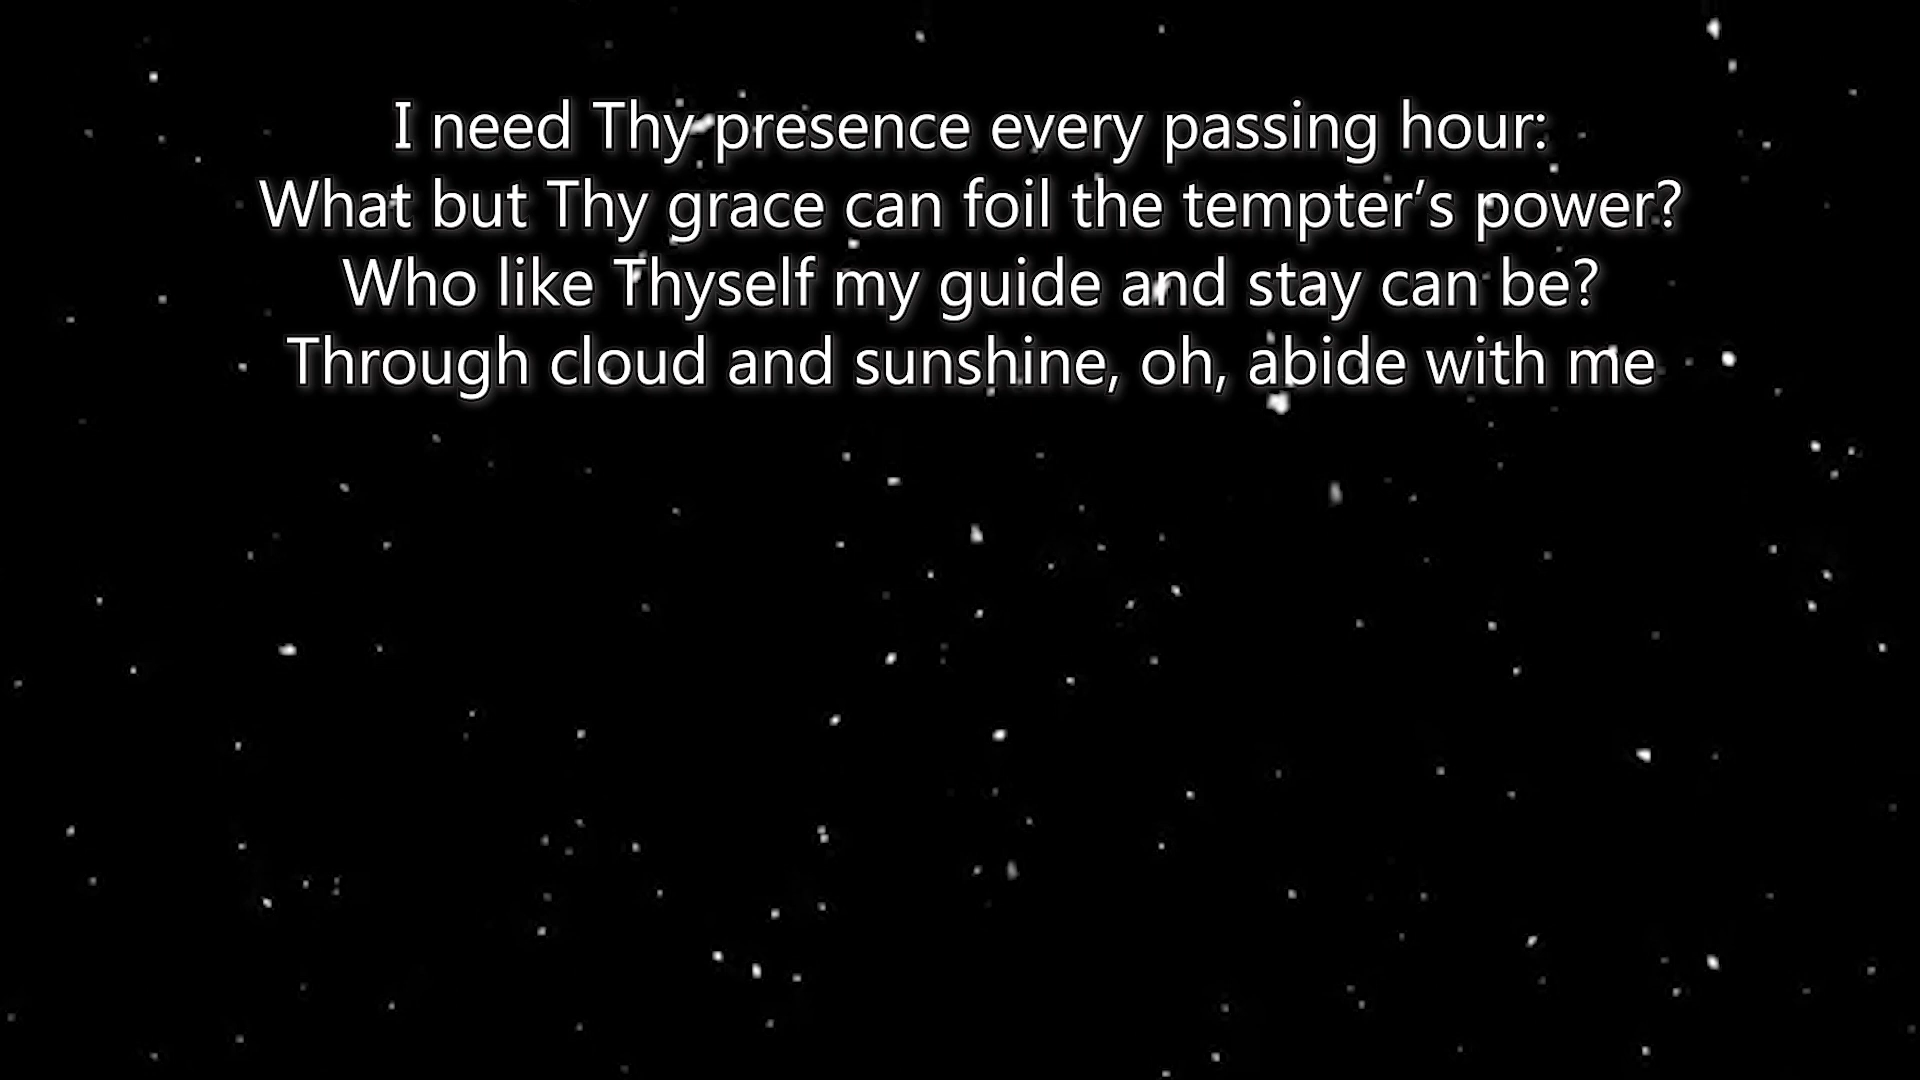 I need Thy presence every passing hour:
What but Thy grace can foil the tempter’s power?
Who like Thyself my guide and stay can be?
Through cloud and sunshine, oh, abide with me